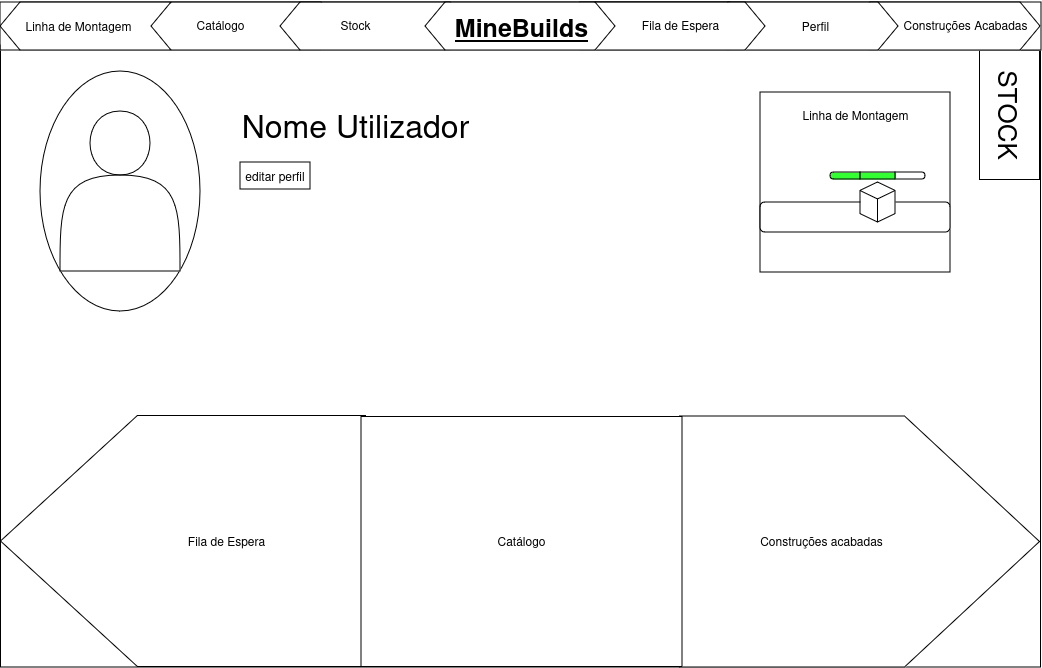 Linha de Montagem
Catálogo
Stock
MineBuilds
Fila de Espera
Perfil
Construções Acabadas
STOCK
Nome Utilizador
editar perfil
Linha de Montagem
Fila de Espera
Catálogo
Construções acabadas